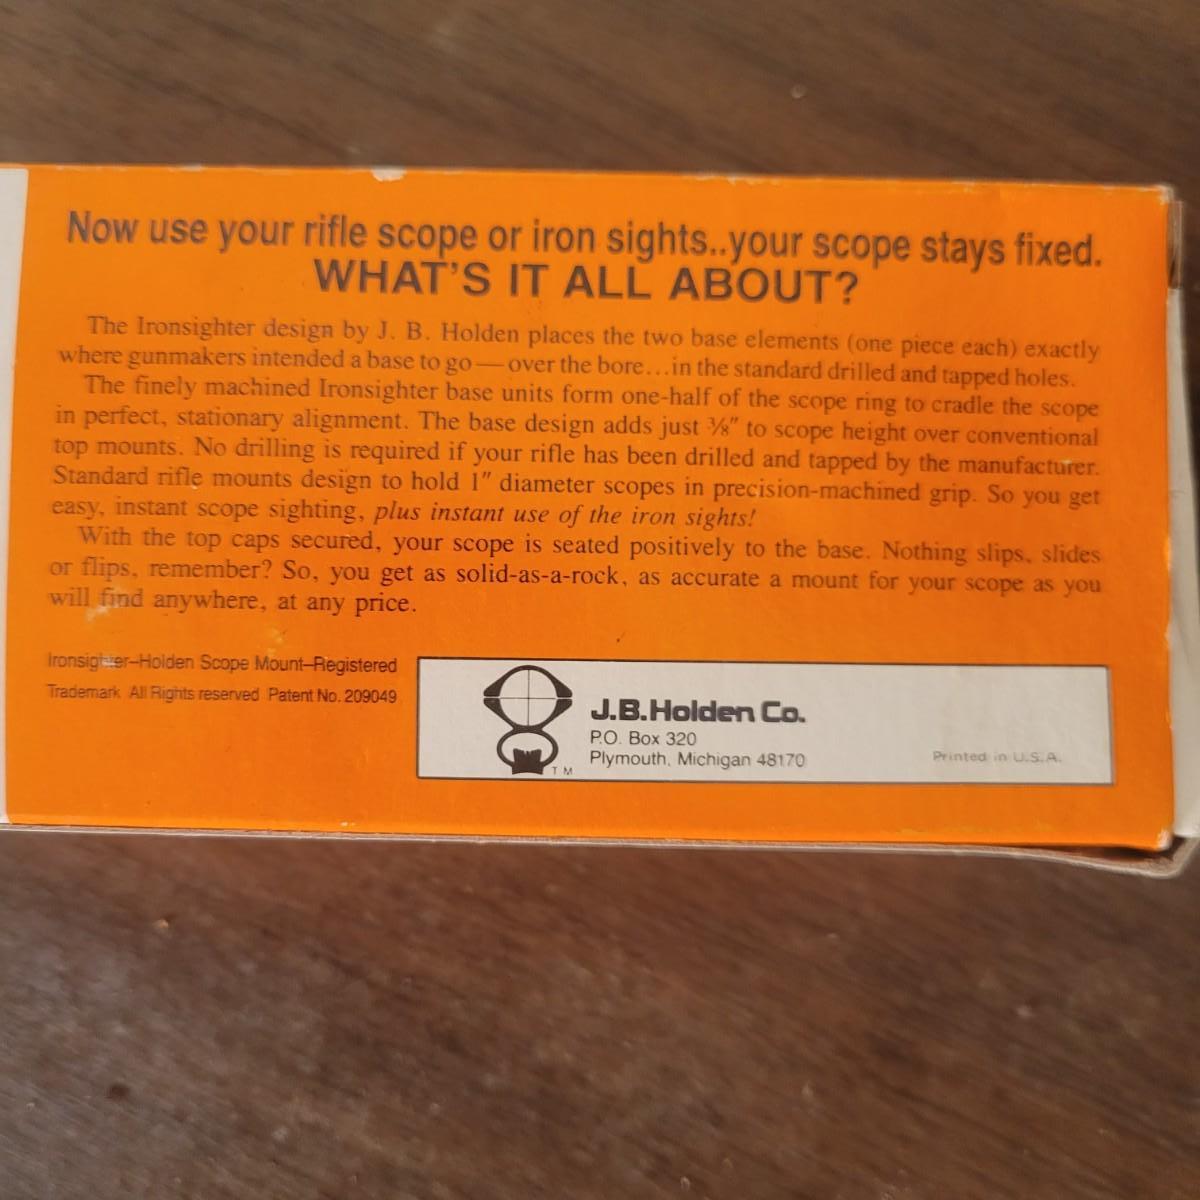 Now use your rifle scope or iron sights..your scope stays fixed.
WHAT'S IT ALL ABOUT?
The Ironsighter design by J. B. Holden places the two base elements (one piece each) exactly
where gunmakers intended a base to go—over the bore...in the standard drilled and tapped holes.
The finely machined Ironsighter base units form one-half of the scope ring to cradle the scope
in perfect, stationary alignment. The base design adds just ⅜" to scope height over conventional
top mounts. No drilling is required if your rifle has been drilled and tapped by the manufacturer.
Standard rifle mounts design to hold 1" diameter scopes in precision-machined grip. So you get
easy, instant scope sighting, plus instant use of the iron sights!
With the top caps secured, your scope is seated positively to the base. Nothing slips, slides
or flips, remember? So, you get as solid-as-a-rock, as accurate a mount for your scope as you
will find anywhere, at any price.
Ironsighter–Holden Scope Mount–Registered
Trademark All Rights reserved Patent No. 209049
J.B.Holden Co.
P.O. Box 320
Plymouth, Michigan 48170
Printed in U.S.A.
TM